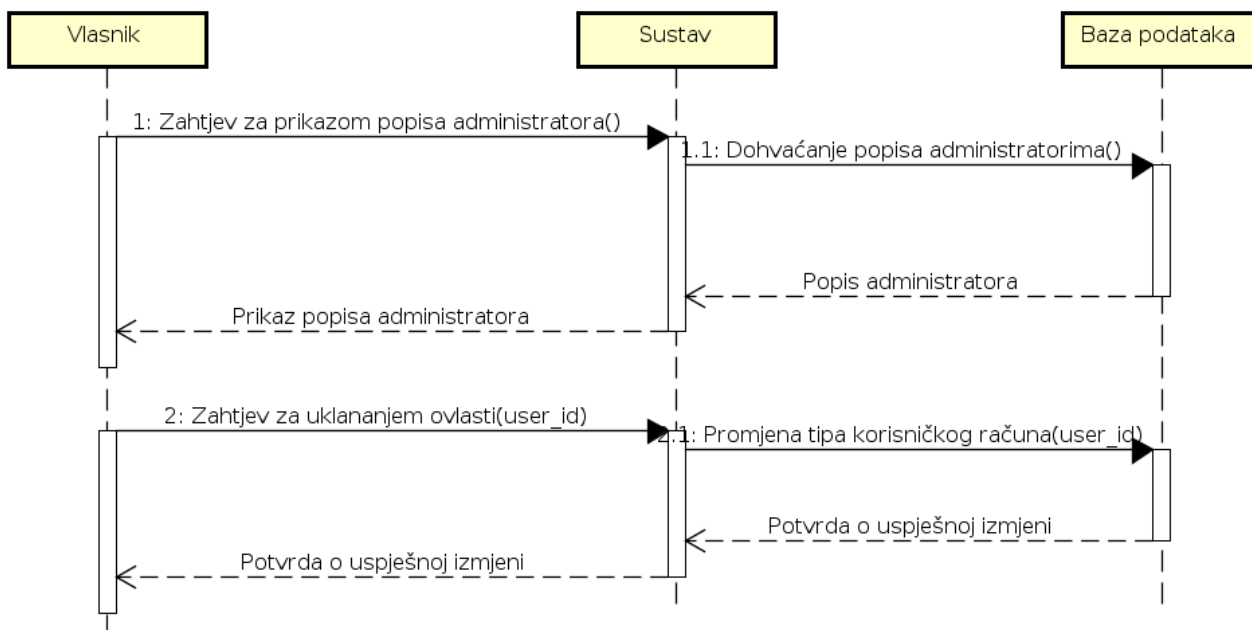 Vlasnik
Sustav
Baza podataka
1: Zahtjev za prikazom popisa administratora()
1.1: Dohvaćanje popisa administratorima()
Popis administratora
Prikaz popisa administratora
2: Zahtjev za uklananjem ovlasti(user_id)
2.1: Promjena tipa korisničkog računa(user_id)
Potvrda o uspješnoj izmjeni
Potvrda o uspješnoj izmjeni